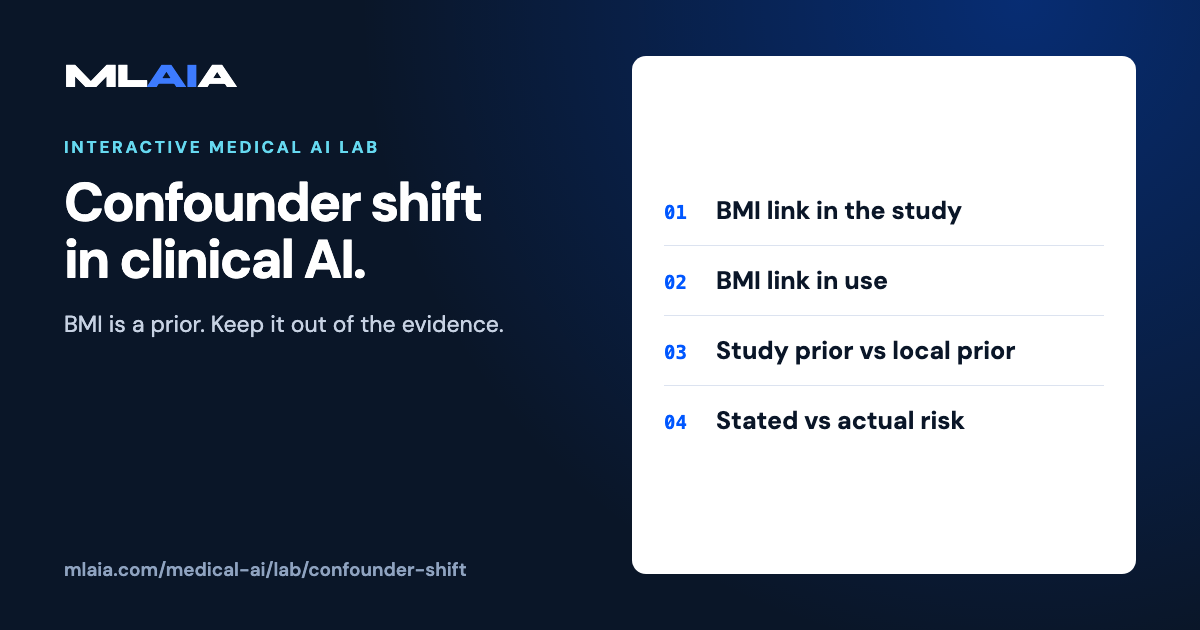 MLAIA
INTERACTIVE MEDICAL AI LAB
Confounder shift
in clinical AI.
BMI is a prior. Keep it out of the evidence.
mlaia.com/medical-ai/lab/confounder-shift
01 BMI link in the study
02 BMI link in use
03 Study prior vs local prior
04 Stated vs actual risk